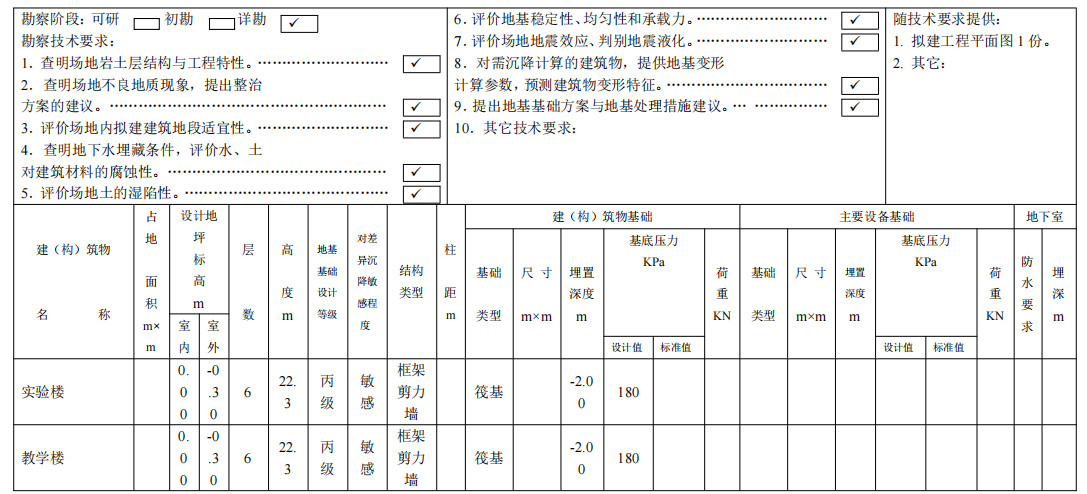 勘察阶段：可研 初勘 详勘 ✓
勘察技术要求：
1．查明场地岩土层结构与工程特性。………………… ✓
2．查明场地不良地质现象，提出整治
方案的建议。………………………………………… ✓
3．评价场地内拟建建筑地段适宜性。………………… ✓
4．查明地下水埋藏条件，评价水、土
对建筑材料的腐蚀性。…………………………………… ✓
5．评价场地土的湿陷性。……………………………… ✓
6．评价地基稳定性、均匀性和承载力。………………… ✓
7．评价场地地震效应、判别地震液化。………………… ✓
8．对需沉降计算的建筑物，提供地基变形
计算参数，预测建筑物变形特征。……………………… ✓
9．提出地基基础方案与地基处理措施建议。… ………… ✓
10．其它技术要求：
随技术要求提供：
1. 拟建工程平面图 1 份。
2. 其它：
建（构）筑物
名 称
占
地
面
积
m×
m
设计地
坪
标
高
m
室
内
室
外
层
数
高
度
m
地基
基础
设计
等级
对差
异沉
降敏
感程
度
结构
类型
柱
距
m
建（构）筑物基础
基础
类型
尺 寸
m×m
埋置
深度
m
基底压力
KPa
设计值 标准值
荷
重
KN
主要设备基础
基础
类型
尺 寸
m×m
埋置
深度
m
基底压力
KPa
设计值 标准值
荷
重
KN
地下室
防
水
要
求
埋
深
m
实验楼
0.
0
0
-0
.3
0
6
22.
3
丙
级
敏
感
框架
剪力
墙
筏基
-2.0
0
180
教学楼
0.
0
0
-0
.3
0
6
22.
3
丙
级
敏
感
框架
剪力
墙
筏基
-2.0
0
180